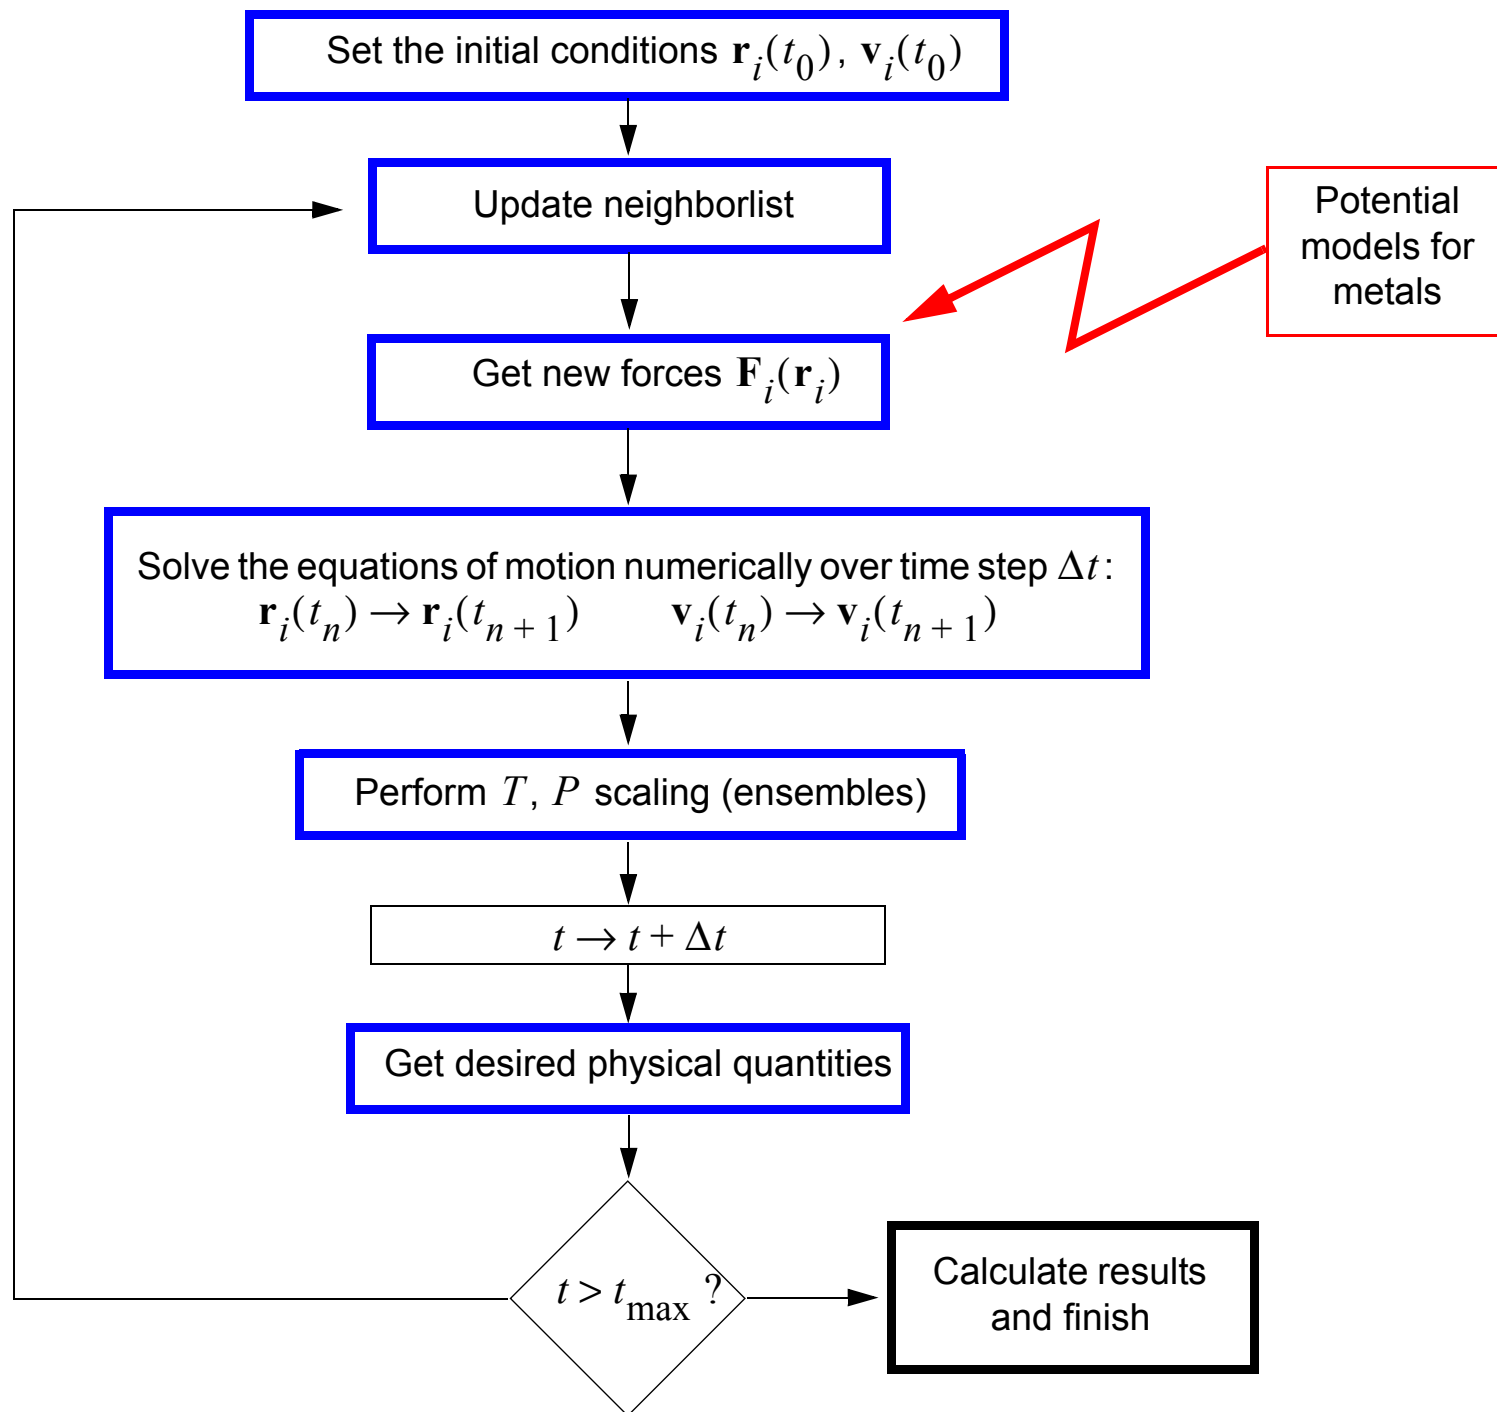 Set the initial conditions r_i(t_0), v_i(t_0)
Update neighborlist
Potential
models for
metals
Get new forces F_i(r_i)
Solve the equations of motion numerically over time step Δt:
r_i(t_n) → r_i(t_{n + 1}) v_i(t_n) → v_i(t_{n + 1})
Perform T, P scaling (ensembles)
t → t + Δt
Get desired physical quantities
t > t_max ?
Calculate results
and finish